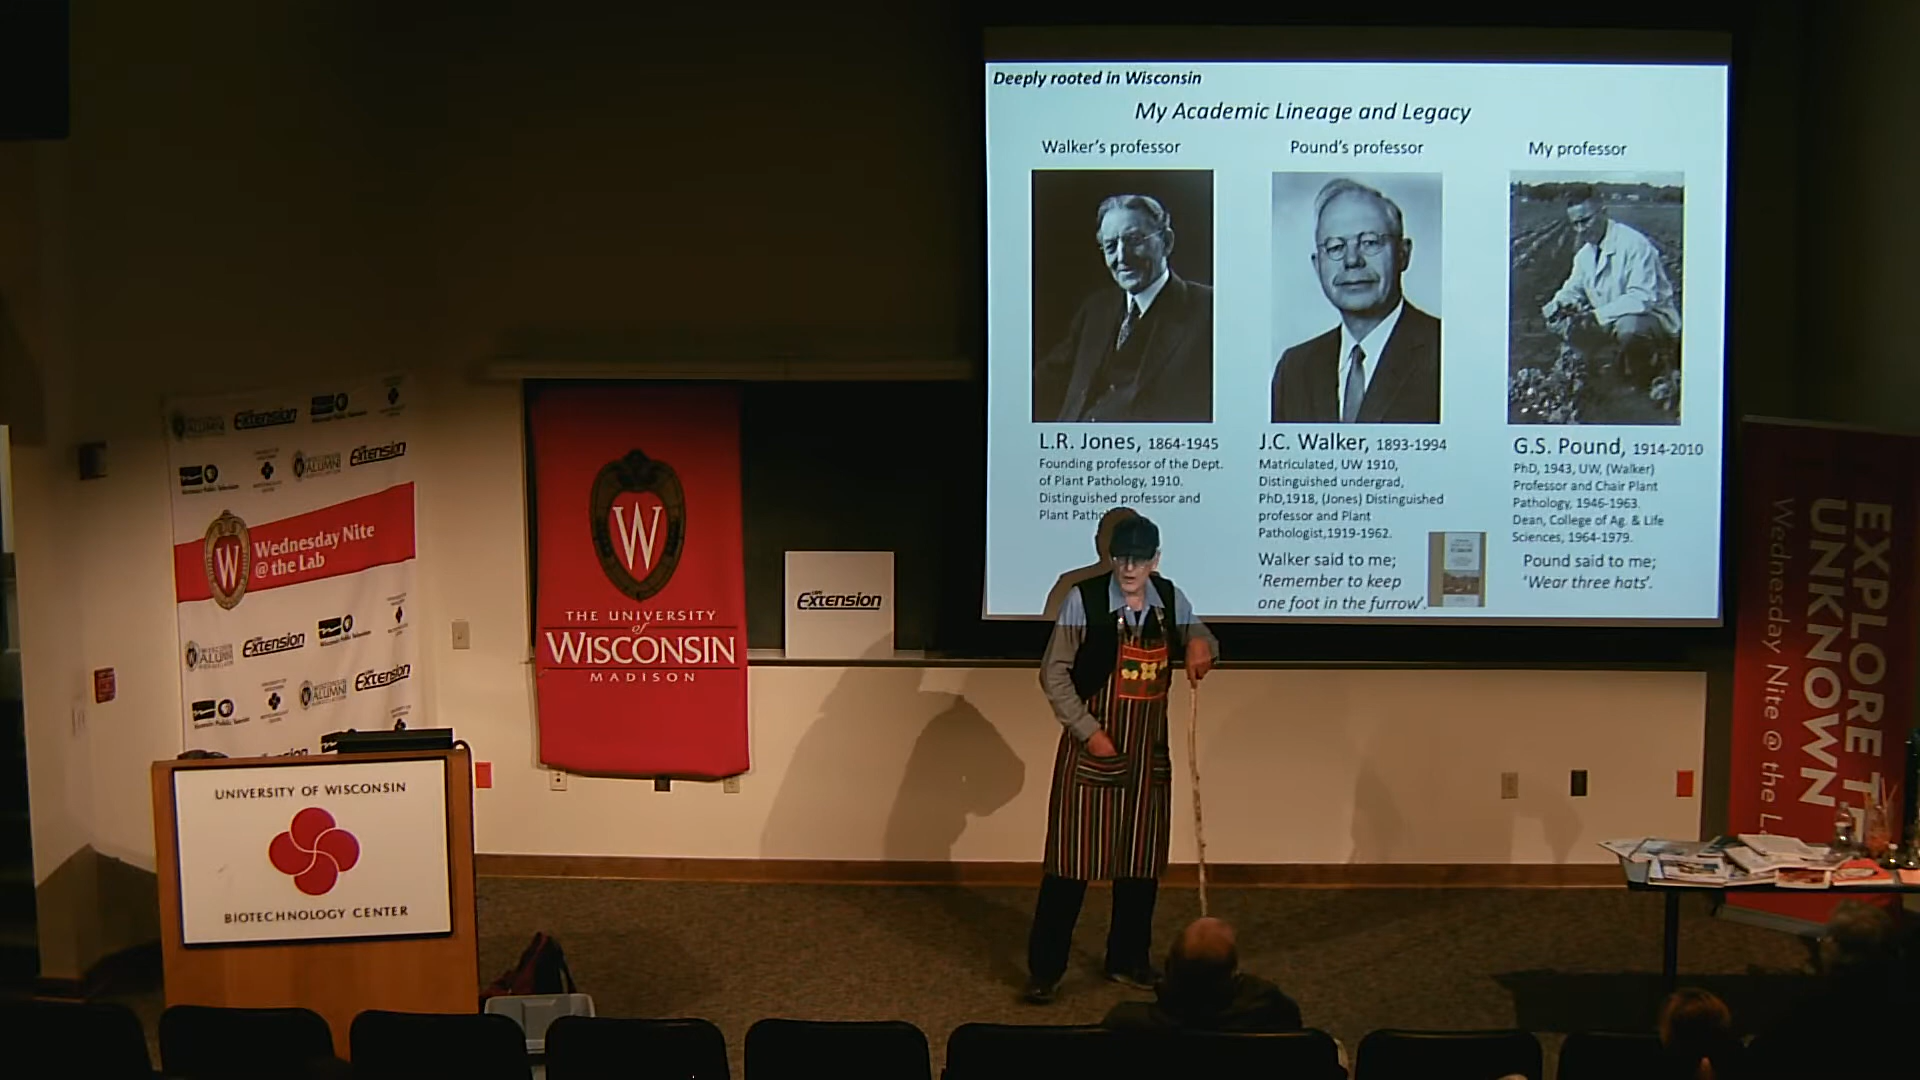 Deeply rooted in Wisconsin
My Academic Lineage and Legacy
Walker's professor
L.R. Jones, 1864-1945
Founding professor of the Dept.
of Plant Pathology, 1910.
Distinguished professor and
Plant
Pound's professor
J.C. Walker, 1893-1994
Matriculated, UW 1910,
Distinguished undergrad,
PhD,1918, (Jones) Distinguished
professor and Plant
Pathologist,1919-1962.
Walker said to me;
'Remember to keep
one foot in the furrow'.
My professor
G.S. Pound, 1914-2010
PhD, 1943, UW, (Walker)
Professor and Chair Plant
Pathology, 1946-1963.
Dean, College of Ag. & Life
Sciences, 1964-1979.
Pound said to me;
'Wear three hats'.
Extension
Extension
W
Wednesday Nite
@ the Lab
Extension
ALUMNI
Extension
W
THE UNIVERSITY
of
WISCONSIN
MADISON
Extension
UNIVERSITY OF WISCONSIN
BIOTECHNOLOGY CENTER
EXPLORE
UNKNOWN
Wednesday Nite @ the